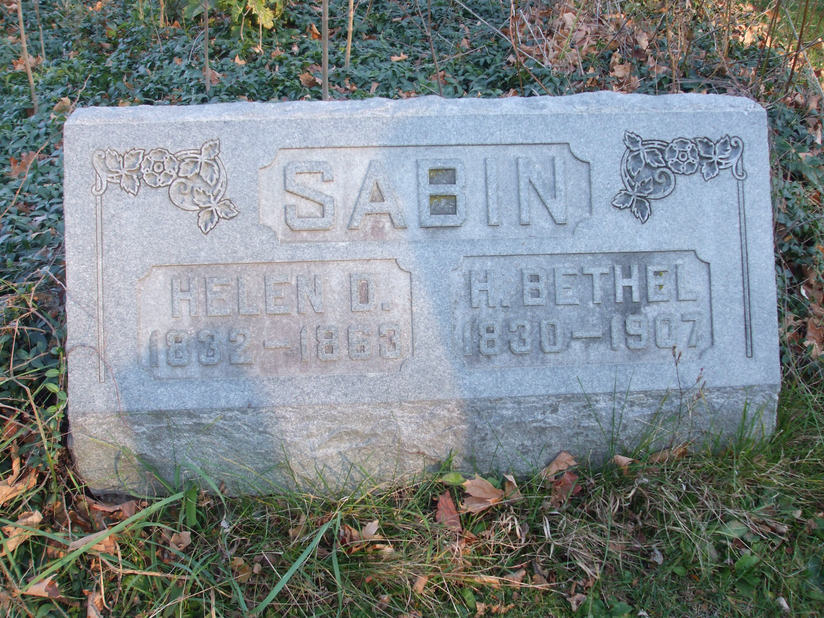 SABIN
HELEN D.
1832-1863
H. BETHEL
1830-1907